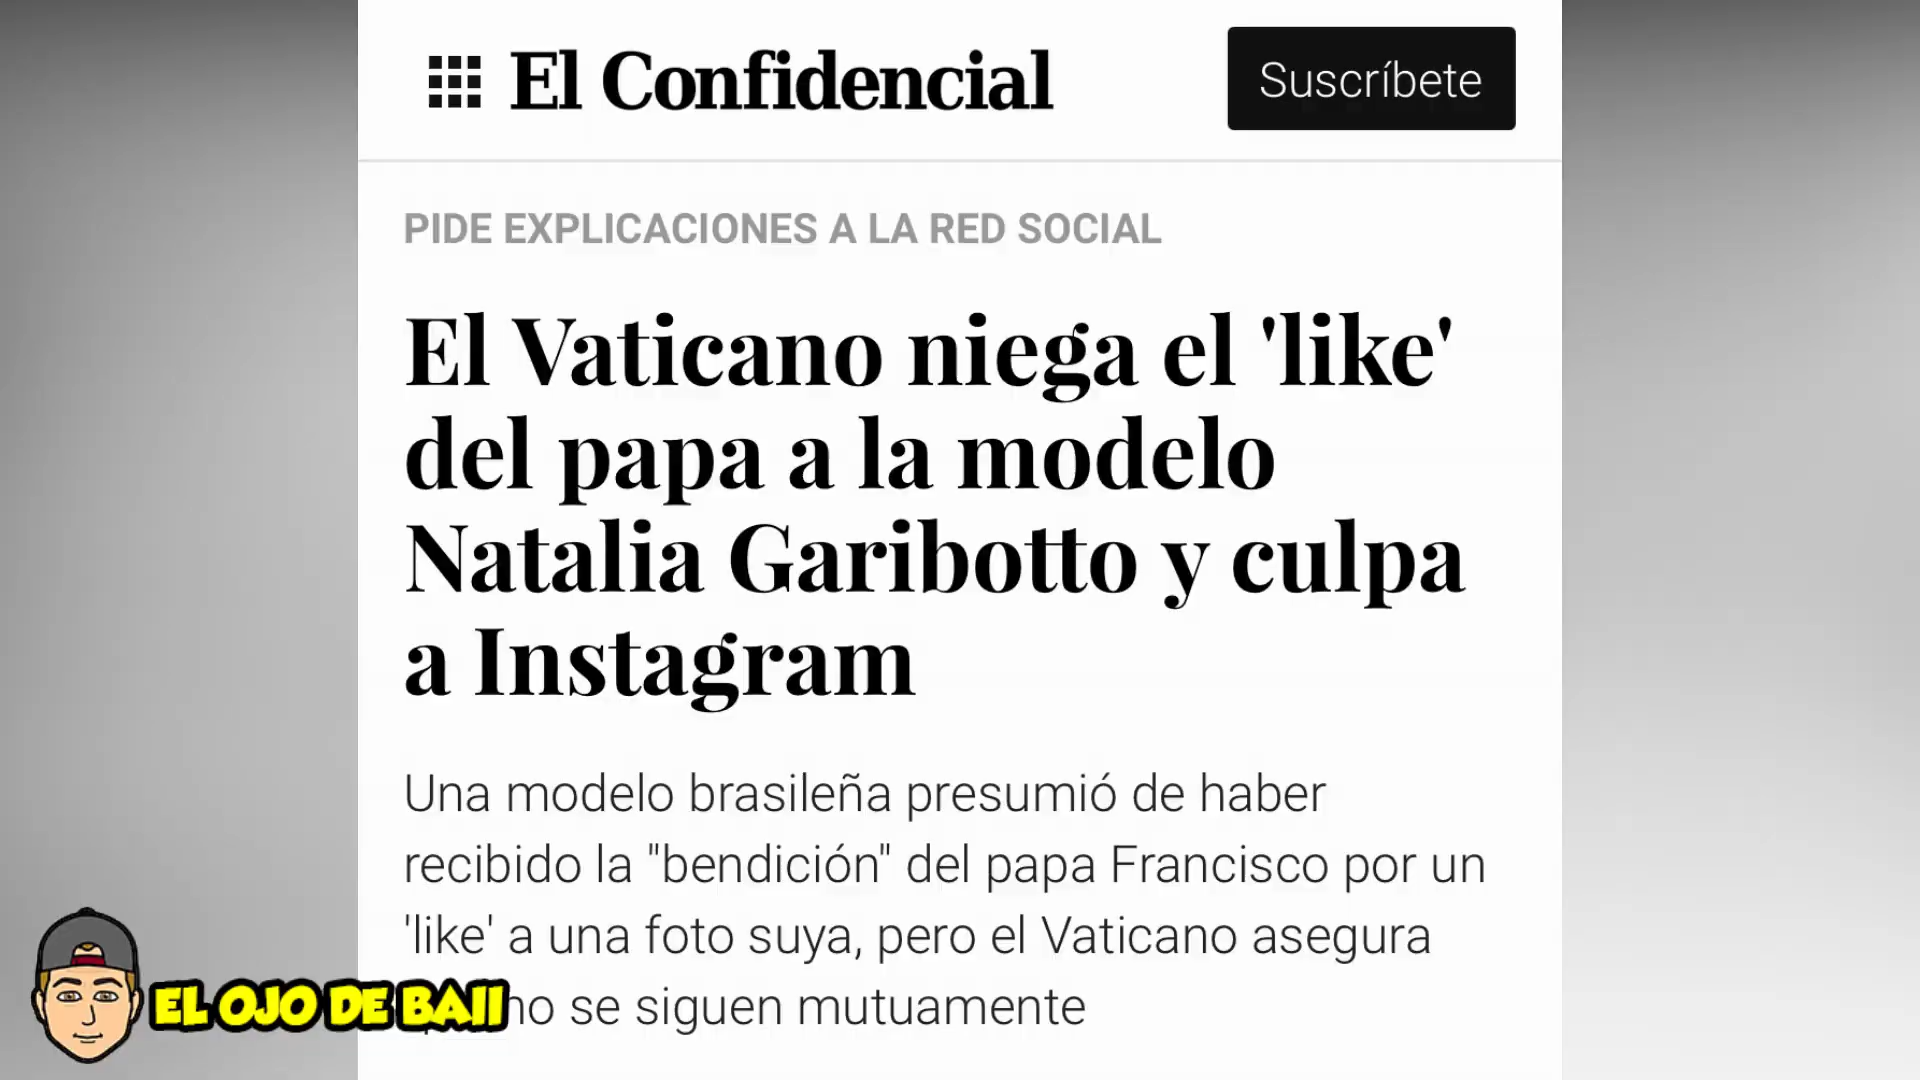 El Confidencial
Suscríbete
PIDE EXPLICACIONES A LA RED SOCIAL
El Vaticano niega el 'like'
del papa a la modelo
Natalia Garibotto y culpa
a Instagram
Una modelo brasileña presumió de haber
recibido la "bendición" del papa Francisco por un
'like' a una foto suya, pero el Vaticano asegura
no se siguen mutuamente
EL OJO DE BAII